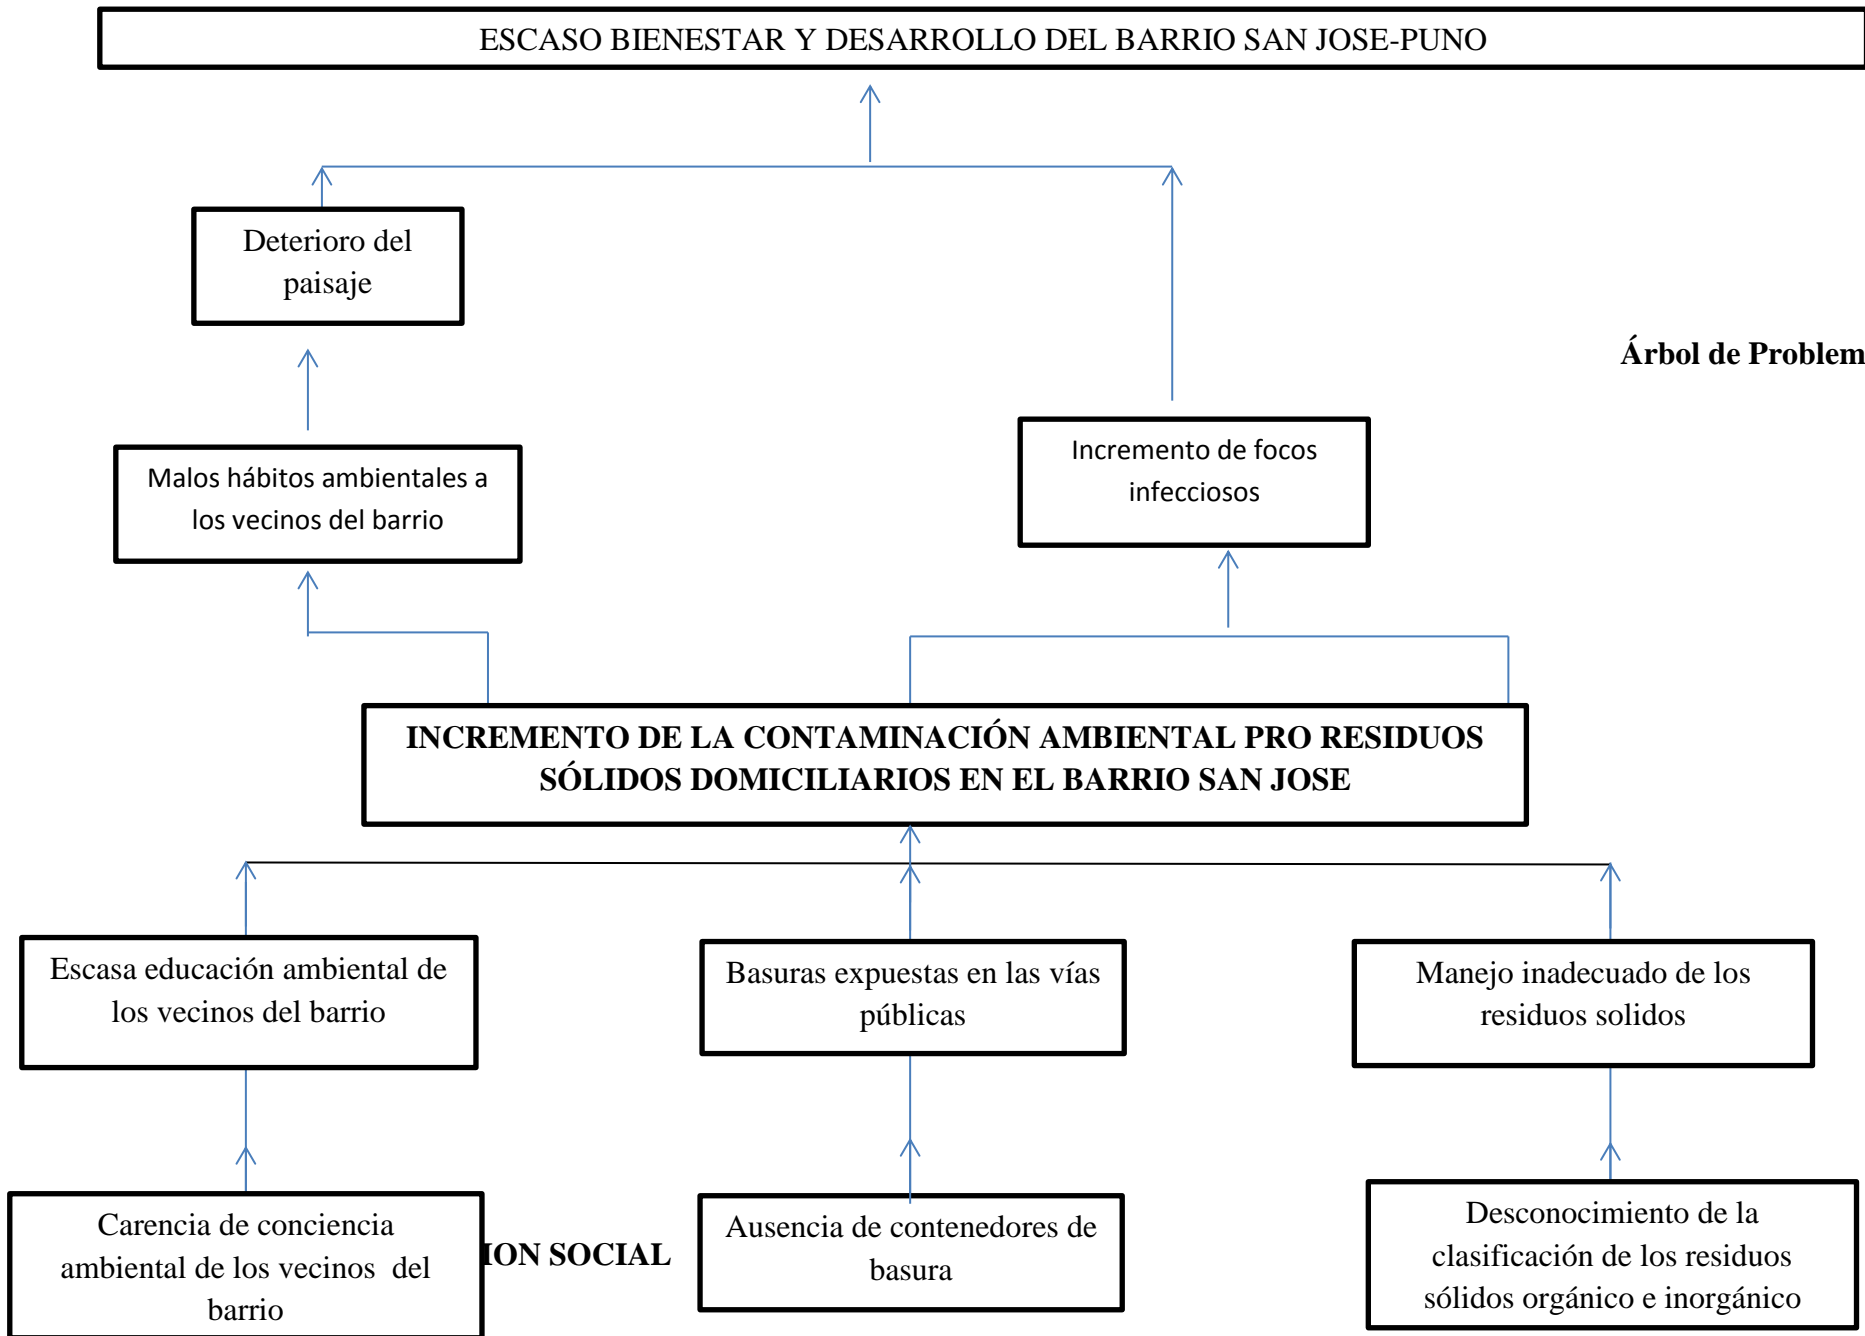 ESCASO BIENESTAR Y DESARROLLO DEL BARRIO SAN JOSE-PUNO
Deterioro del
paisaje
Árbol de Problem
Malos hábitos ambientales a
los vecinos del barrio
Incremento de focos
infecciosos
INCREMENTO DE LA CONTAMINACIÓN AMBIENTAL PRO RESIDUOS
SÓLIDOS DOMICILIARIOS EN EL BARRIO SAN JOSE
Escasa educación ambiental de
los vecinos del barrio
Basuras expuestas en las vías
públicas
Manejo inadecuado de los
residuos solidos
Carencia de conciencia
ambiental de los vecinos del
barrio
ION SOCIAL
Ausencia de contenedores de
basura
Desconocimiento de la
clasificación de los residuos
sólidos orgánico e inorgánico